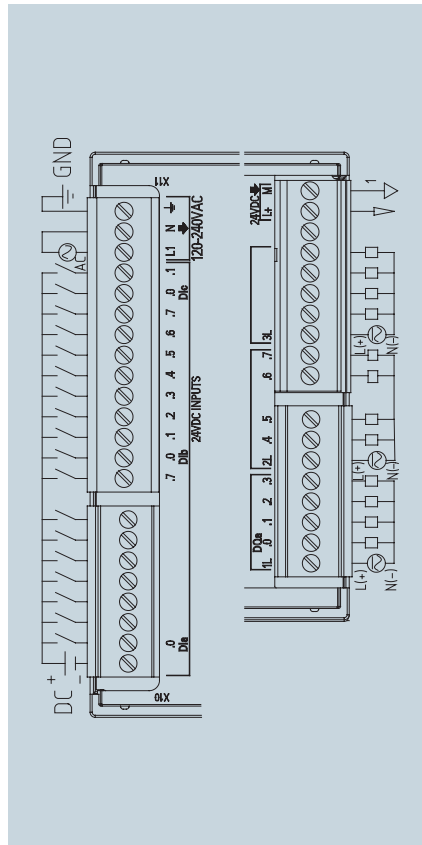 GND
X11
AC
120-240VAC
N
L1
.1
.0
DIc
.7
.6
.5
.4
.3
.2
.1
.0
DIb
.7
24VDC INPUTS
.0
DIa
X10
DC
+
-
24VDC
M
L+
1
3L
.7
.6
L(+)
N(-)
.5
.4
2L
L(+)
N(-)
.3
.2
.1
.0
DQa
1L
L(+)
N(-)